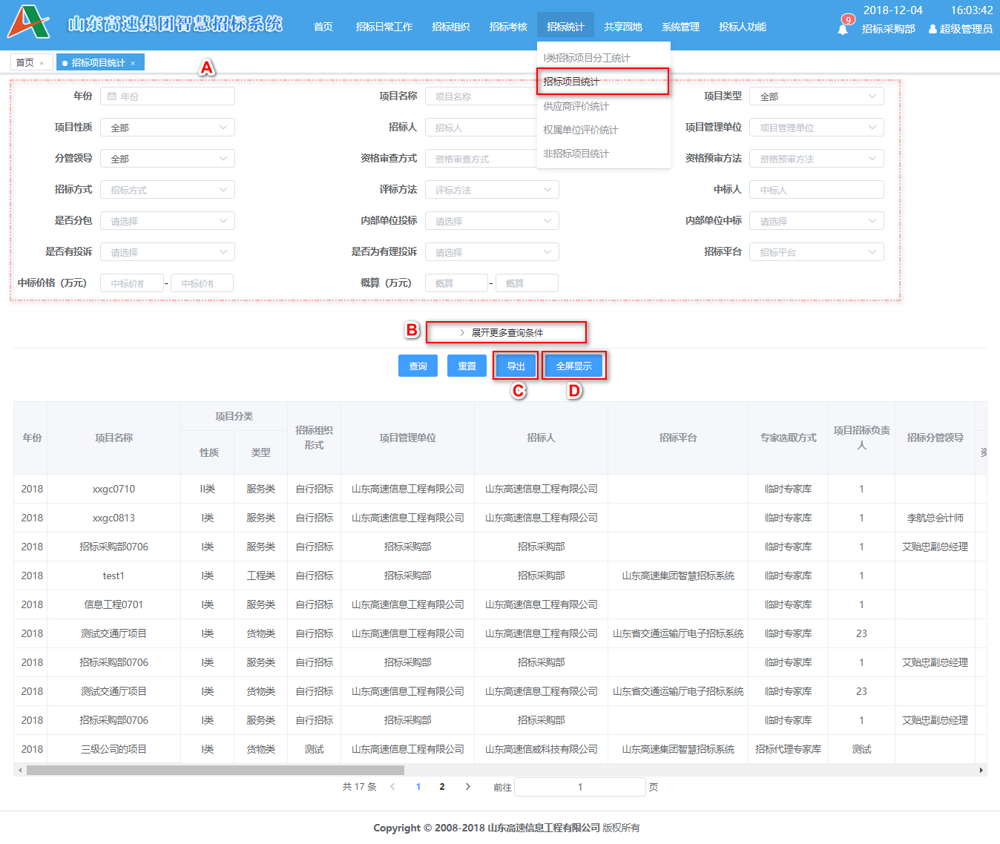 山东高速集团智慧招标系统
首页 招标日常工作 招标组织 招标考核 招标统计 共享园地 系统管理 投标人功能
2018-12-04 16:03:42
9 招标采购部 超级管理员
首页 × 招标项目统计 ×
I类招标项目分工统计
招标项目统计
供应商评价统计
权属单位评价统计
非招标项目统计
A
年份 年份 项目名称 项目名称 项目类型 全部
项目性质 全部 招标人 招标人 项目管理单位 项目管理单位
分管领导 全部 资格审查方式 资格审查方式 资格预审方法 资格预审方法
招标方式 招标方式 评标方法 评标方法 中标人 中标人
是否分包 请选择 内部单位投标 请选择 内部单位中标 请选择
是否有投诉 请选择 是否为有理投诉 请选择 招标平台 招标平台
中标价格（万元） 中标价格 - 中标价格 概算（万元） 概算 - 概算
B 展开更多查询条件
查询 重置 导出 全屏显示
C D
年份 项目名称 项目分类 招标组织形式 项目管理单位 招标人 招标平台 专家选取方式 项目招标负责人 招标分管领导
性质 类型
2018 xxgc0710 II类 服务类 自行招标 山东高速信息工程有限公司 山东高速信息工程有限公司 临时专家库 1
2018 xxgc0813 I类 服务类 自行招标 山东高速信息工程有限公司 山东高速信息工程有限公司 临时专家库 1 李航总会计师
2018 招标采购部0706 I类 服务类 自行招标 招标采购部 招标采购部 临时专家库 1 艾贻忠副总经理
2018 test1 I类 工程类 自行招标 招标采购部 招标采购部 山东高速集团智慧招标系统 临时专家库 1
2018 信息工程0701 I类 服务类 自行招标 山东高速信息工程有限公司 山东高速信息工程有限公司 临时专家库 1
2018 测试交通厅项目 I类 货物类 自行招标 山东高速信息工程有限公司 山东高速信息工程有限公司 山东省交通运输厅电子招标系统 临时专家库 23
2018 招标采购部0706 I类 服务类 自行招标 招标采购部 招标采购部 临时专家库 1 艾贻忠副总经理
2018 测试交通厅项目 I类 货物类 自行招标 山东高速信息工程有限公司 山东高速信息工程有限公司 山东省交通运输厅电子招标系统 临时专家库 23
2018 招标采购部0706 I类 服务类 自行招标 招标采购部 招标采购部 临时专家库 1 艾贻忠副总经理
2018 三级公司的项目 I类 货物类 测试 山东高速信息工程有限公司 山东高速信威科技有限公司 山东高速集团智慧招标系统 招标代理专家库 测试
共 17 条 1 2 前往 1 页
Copyright © 2008-2018 山东高速信息工程有限公司 版权所有